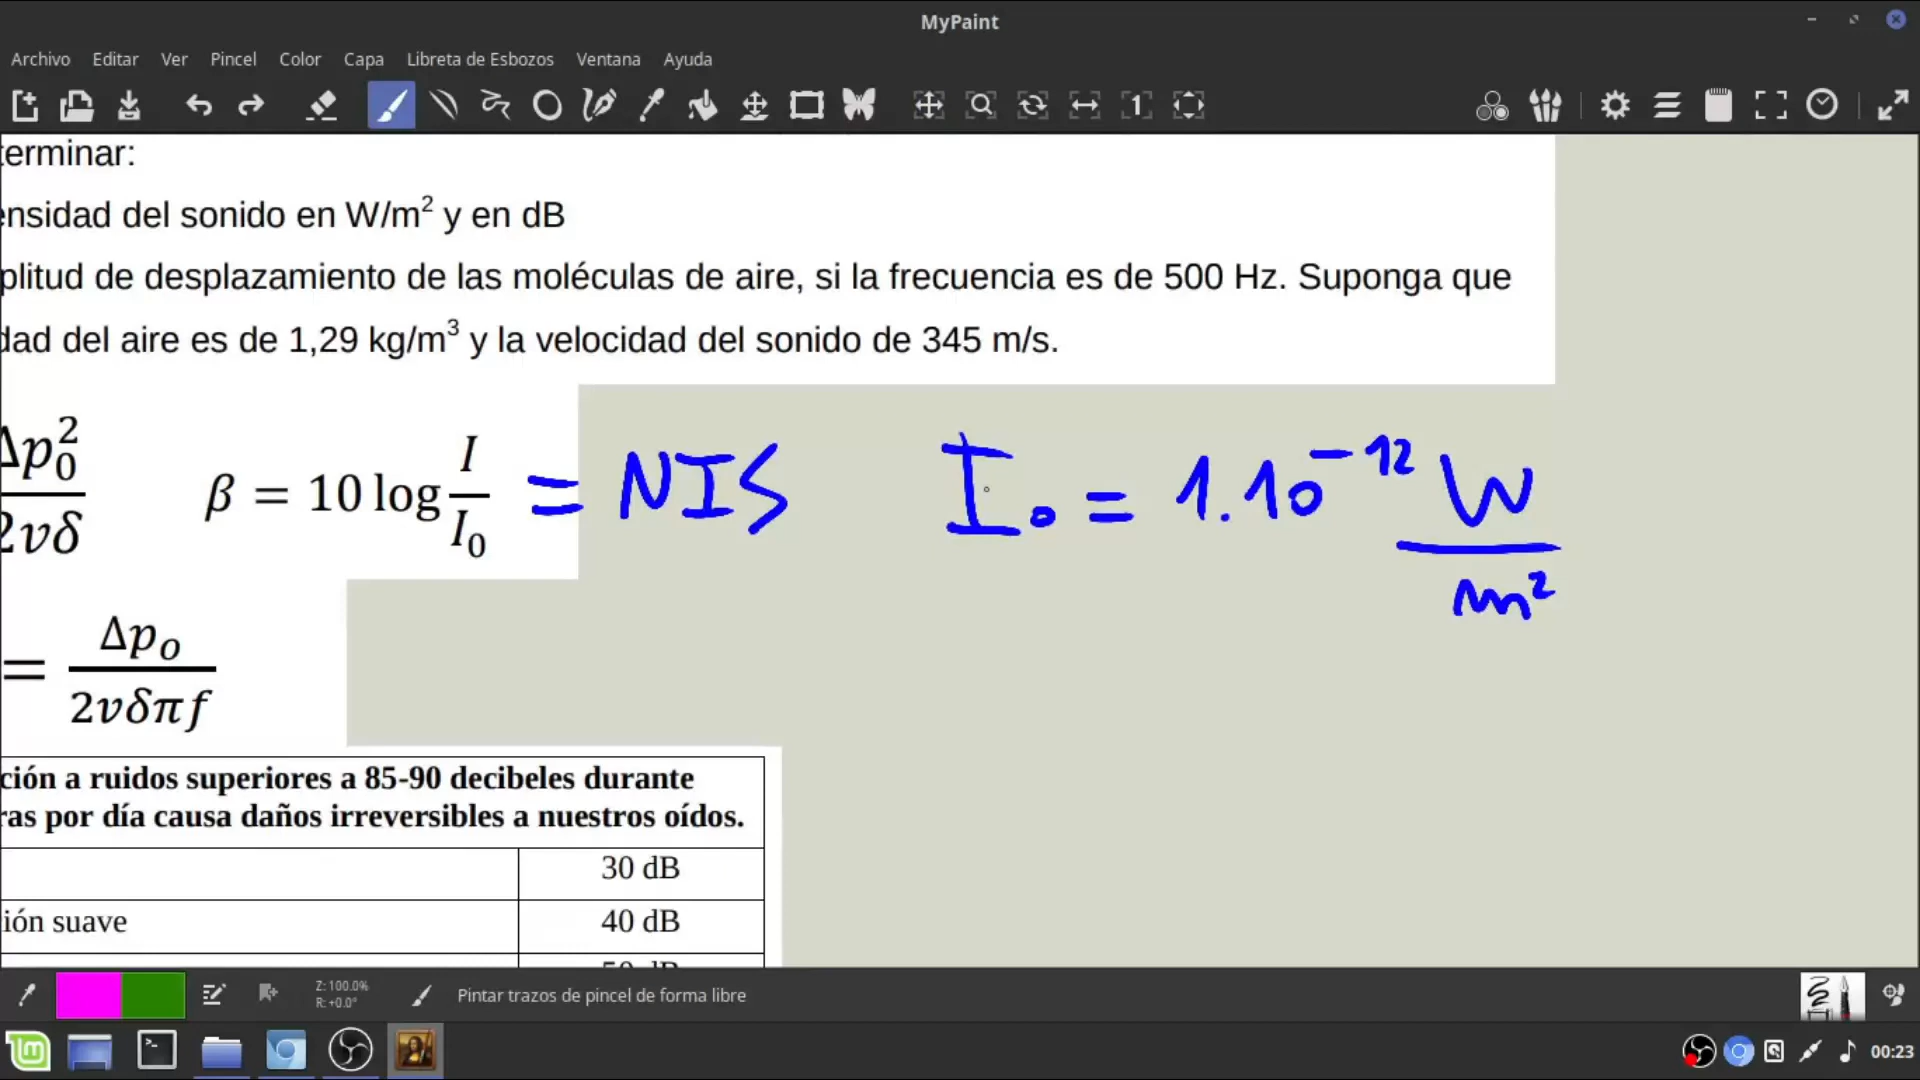 MyPaint
Archivo Editar Ver Pincel Color Capa Libreta de Esbozos Ventana Ayuda
terminar:
ensidad del sonido en W/m² y en dB
plitud de desplazamiento de las moléculas de aire, si la frecuencia es de 500 Hz. Suponga que
dad del aire es de 1,29 kg/m³ y la velocidad del sonido de 345 m/s.
Δp₀² / 2vδ β = 10 log I/I₀ = NIS I₀ = 1.10⁻¹² W/m²
= Δpₒ / 2vδπf
ción a ruidos superiores a 85-90 decibeles durante
ras por día causa daños irreversibles a nuestros oídos.
30 dB
ión suave 40 dB
50 dB
Z: 100.0%
R: +0.0°
Pintar trazos de pincel de forma libre
00:23